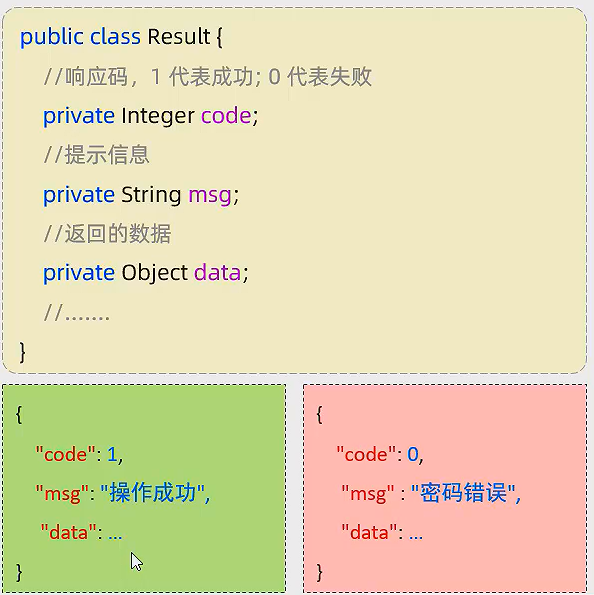 public class Result {
//响应码，1 代表成功; 0 代表失败
private Integer code;
//提示信息
private String msg;
//返回的数据
private Object data;
//.......
}
{
"code": 1,
"msg": "操作成功",
"data": ...
}
{
"code": 0,
"msg" : "密码错误",
"data": ...
}